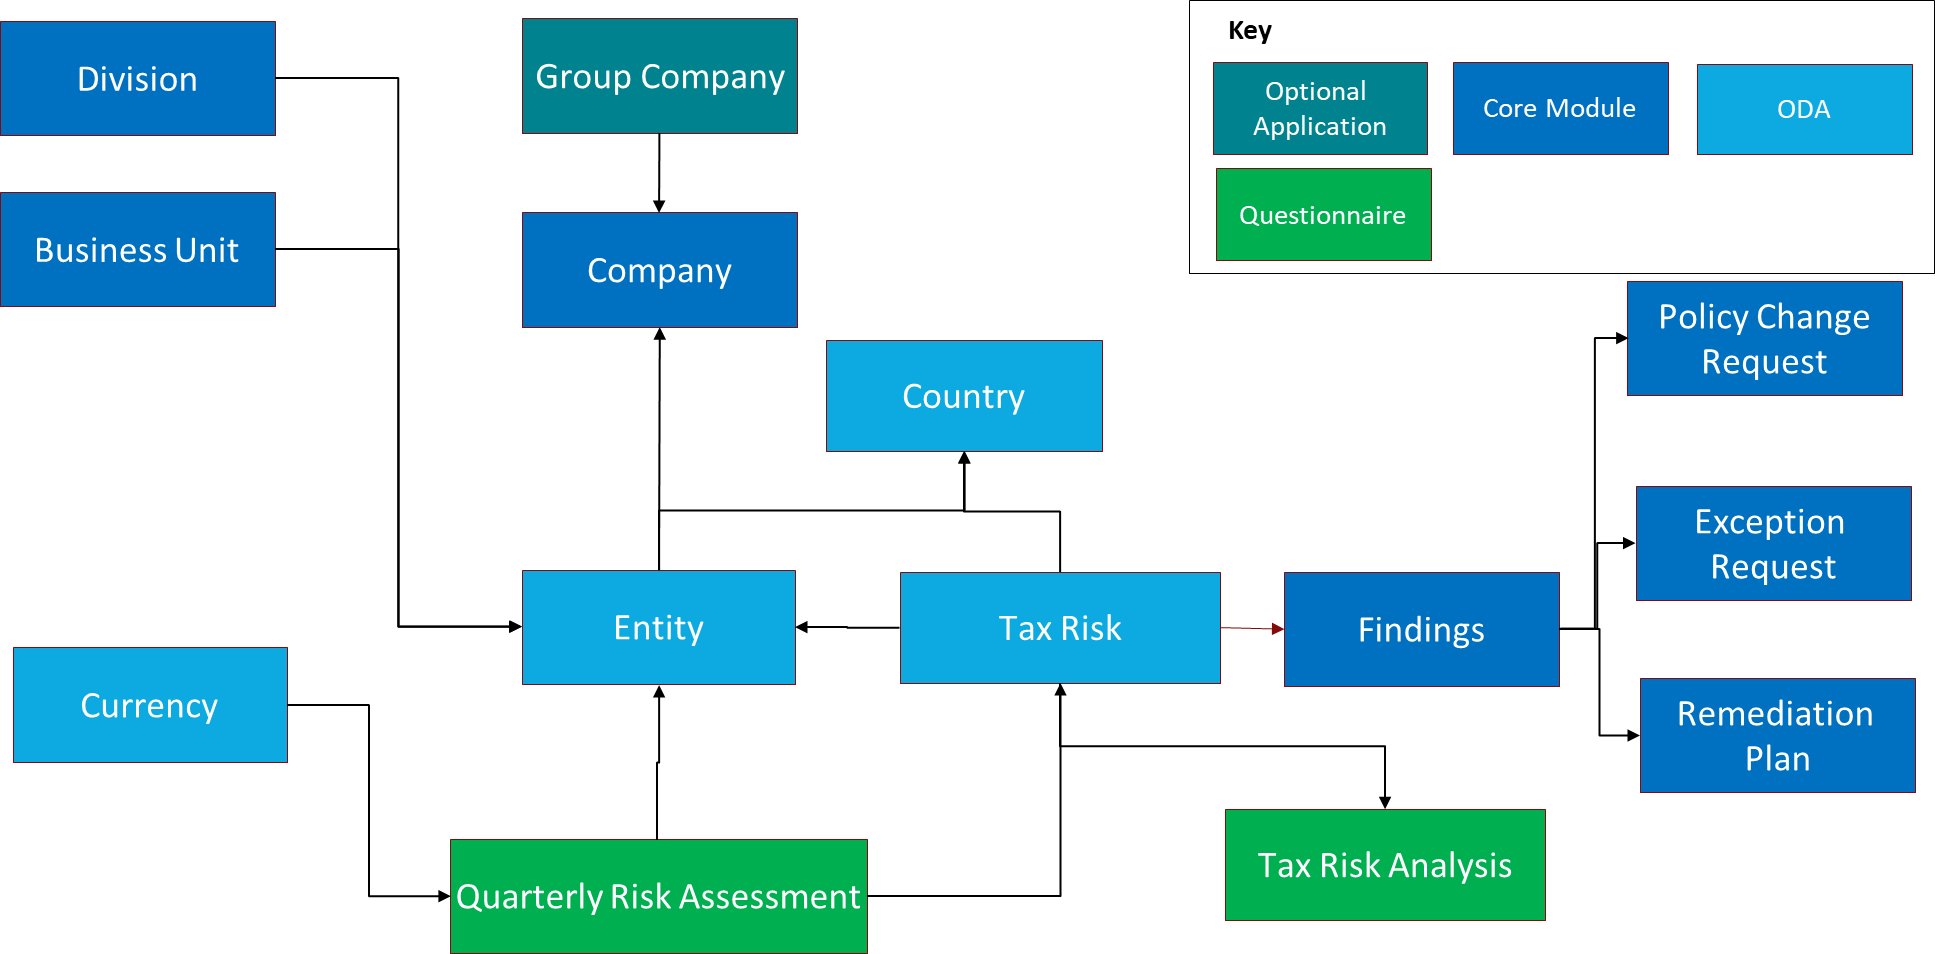 Key
Division
Group Company
Optional
Application
Core Module
ODA
Business Unit
Company
Questionnaire
Policy Change
Request
Country
Exception
Request
Entity
Tax Risk
Findings
Currency
Remediation
Plan
Quarterly Risk Assessment
Tax Risk Analysis